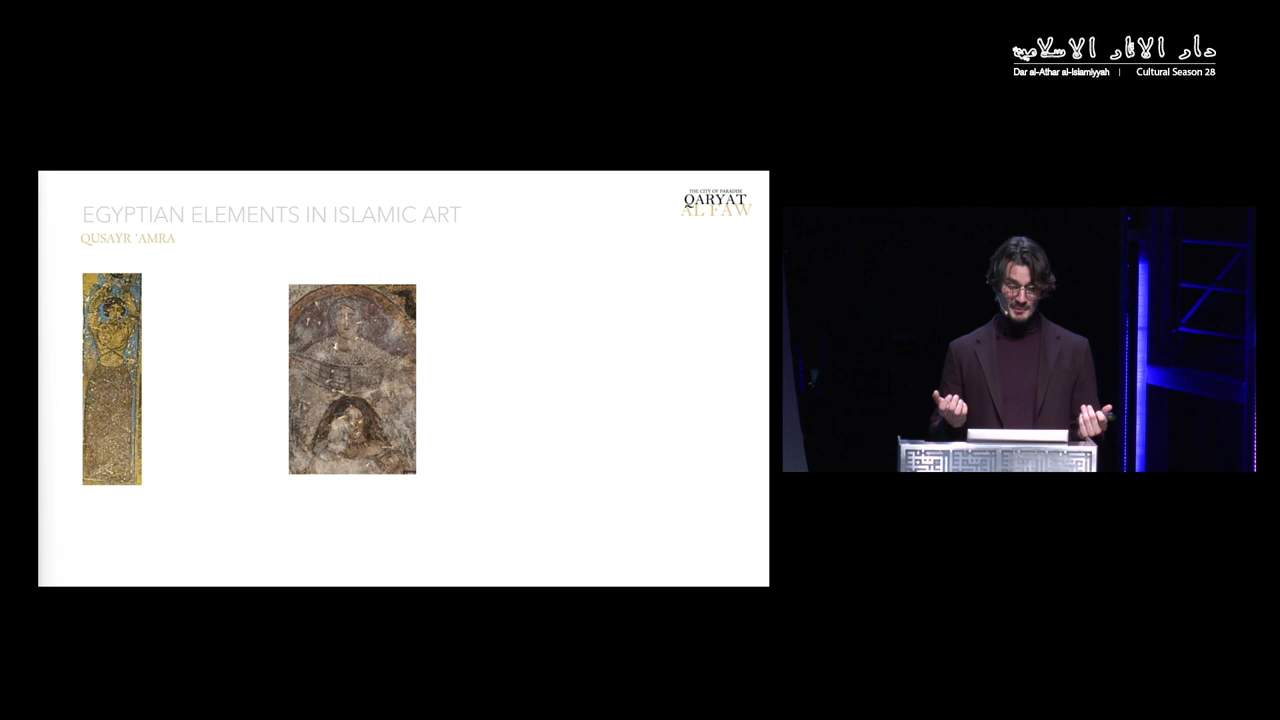 دار الآثار الإسلامية
Dar al-Athar al-Islamiyyah | Cultural Season 28
THE CITY OF PARADISE
QARYAT
AL FAW
EGYPTIAN ELEMENTS IN ISLAMIC ART
QUSAYR 'AMRA